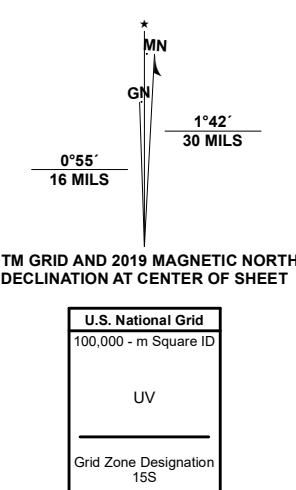 MN
GN
1°42´
30 MILS
0°55´
16 MILS
TM GRID AND 2019 MAGNETIC NORTH
DECLINATION AT CENTER OF SHEET
U.S. National Grid
100,000 - m Square ID
UV
Grid Zone Designation
15S